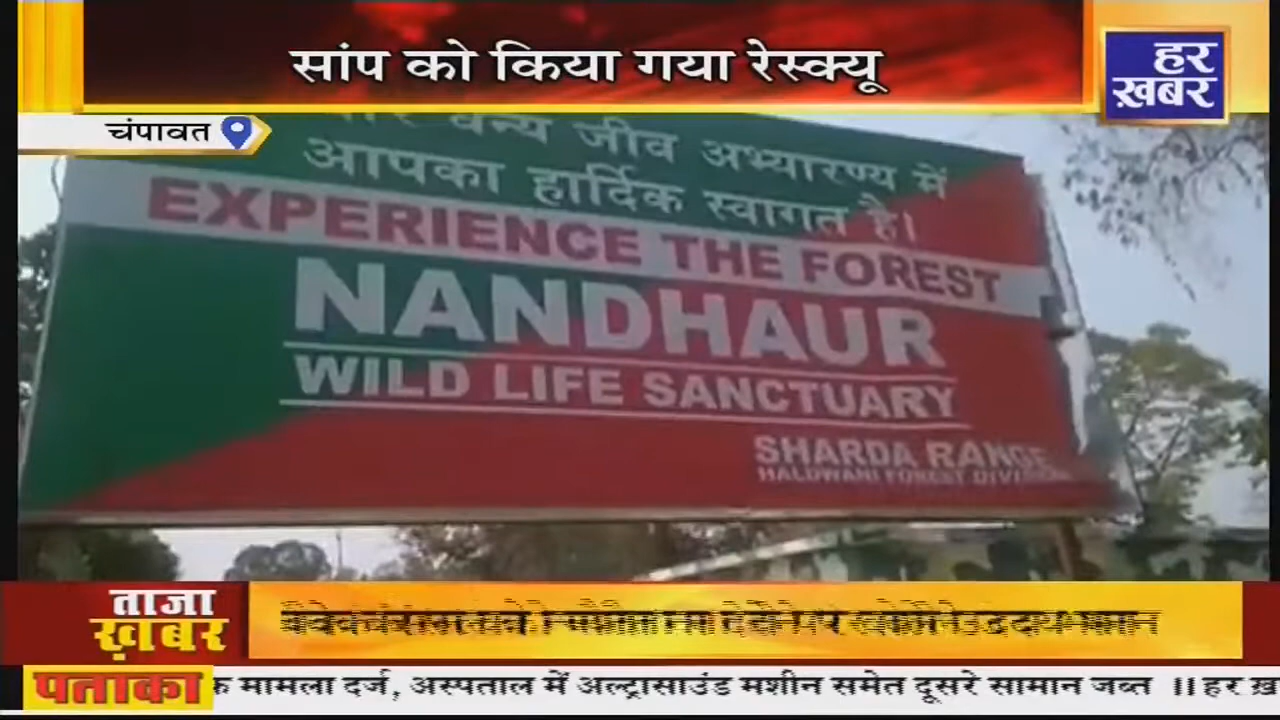 सांप को किया गया रेस्क्यू
हर
ख़बर
चंपावत
वन्य जीव अभ्यारण्य में
आपका हार्दिक स्वागत है।
EXPERIENCE THE FOREST
NANDHAUR
WILD LIFE SANCTUARY
SHARDA RANGE
HALDWANI FOREST
ताजा
ख़बर
पताका
मामला दर्ज, अस्पताल में अल्ट्रासाउंड मशीन समेत दूसरे सामान जब्त ।। हर